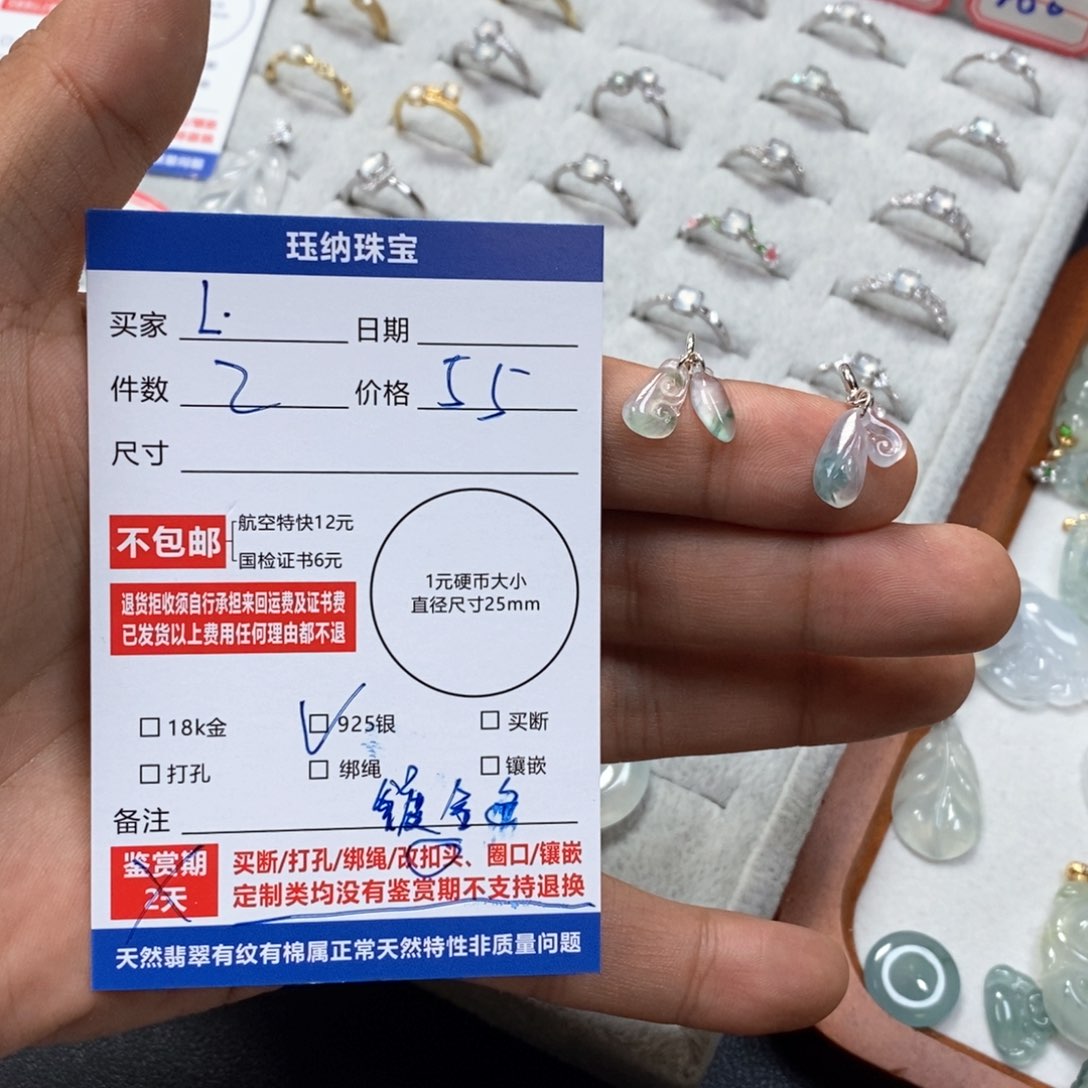 珏纳珠宝
买家 L. 日期
件数 2 价格 55
尺寸
不包邮
航空特快12元
国检证书6元
退货拒收须自行承担来回运费及证书费
已发货以上费用任何理由都不退
1元硬币大小
直径尺寸25mm
18k金 925银 买断
打孔 绑绳 镶嵌
备注 镀金
鉴赏期
2天
买断/打孔/绑绳/改扣头、圈口/镶嵌
定制类均没有鉴赏期不支持退换
天然翡翠有纹有棉属正常天然特性非质量问题